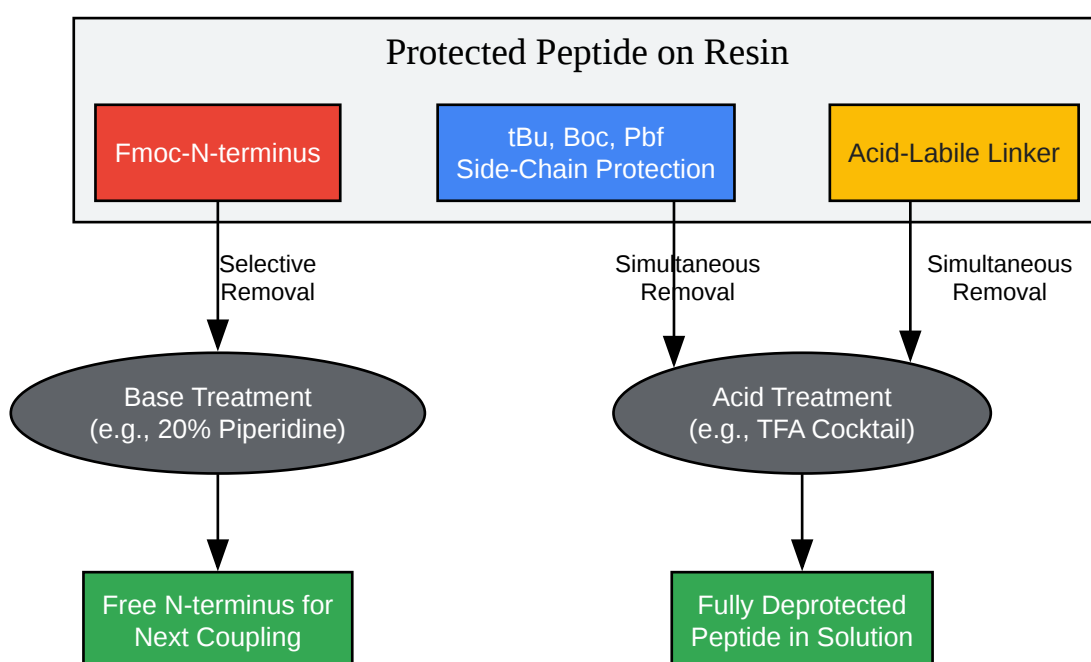 Protected Peptide on Resin
Fmoc-N-terminus
tBu, Boc, Pbf
Side-Chain Protection
Acid-Labile Linker
Selective
Removal
Simultaneous
Removal
Simultaneous
Removal
Base Treatment
(e.g., 20% Piperidine)
Acid Treatment
(e.g., TFA Cocktail)
Free N-terminus for
Next Coupling
Fully Deprotected
Peptide in Solution